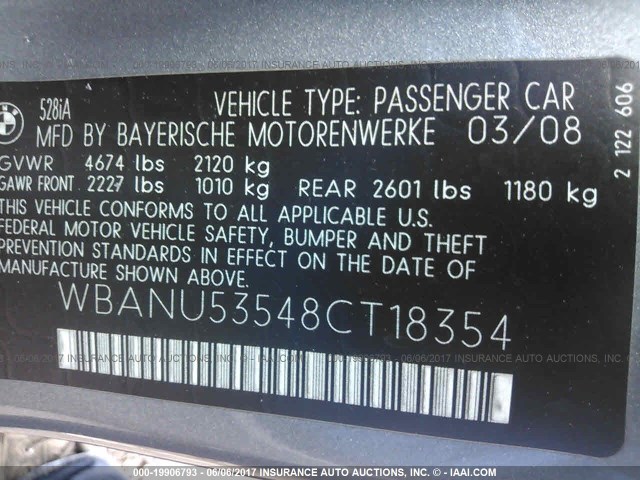 528iA
VEHICLE TYPE: PASSENGER CAR
MFD BY BAYERISCHE MOTORENWERKE 03/08
GVWR 4674 lbs 2120 kg
GAWR FRONT 2227 lbs 1010 kg REAR 2601 lbs 1180 kg
THIS VEHICLE CONFORMS TO ALL APPLICABLE U.S.
FEDERAL MOTOR VEHICLE SAFETY, BUMPER AND THEFT
PREVENTION STANDARDS IN EFFECT ON THE DATE OF
MANUFACTURE SHOWN ABOVE.
WBANU53548CT18354
2 122 606
000-19906793 - 06/06/2017 - INSURANCE AUTO AUCTIONS, INC. - © - IAAI.COM